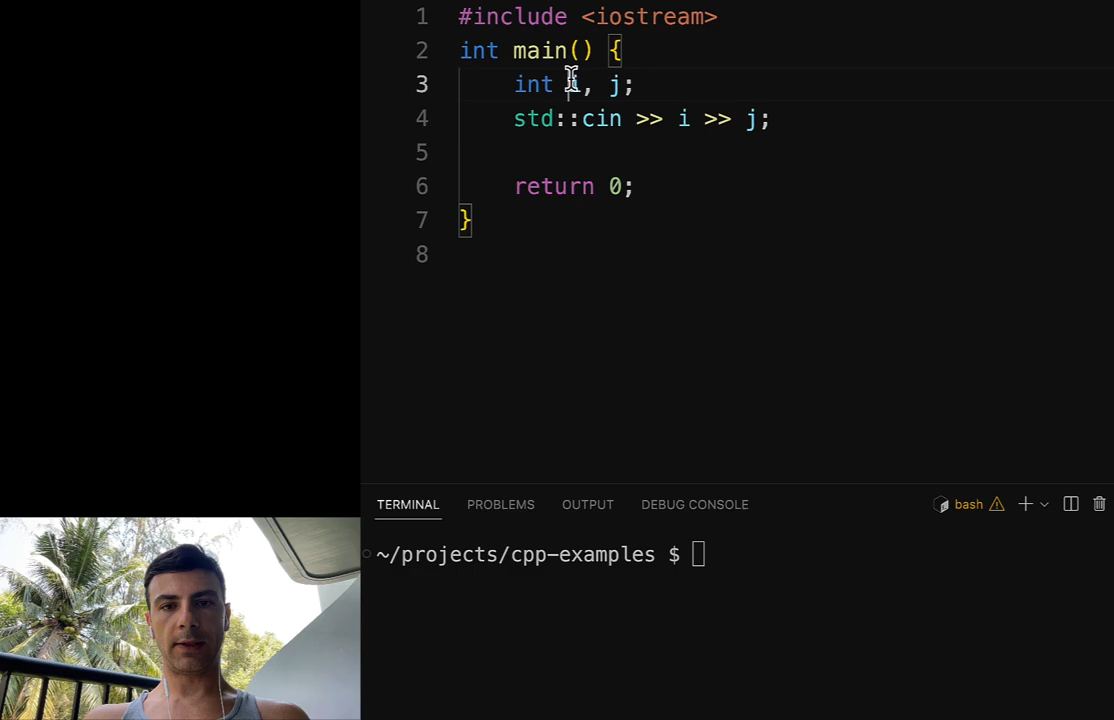 1 #include <iostream>
2 int main() {
3 int i, j;
4 std::cin >> i >> j;
5
6 return 0;
7 }
8
TERMINAL PROBLEMS OUTPUT DEBUG CONSOLE bash
~/projects/cpp-examples $